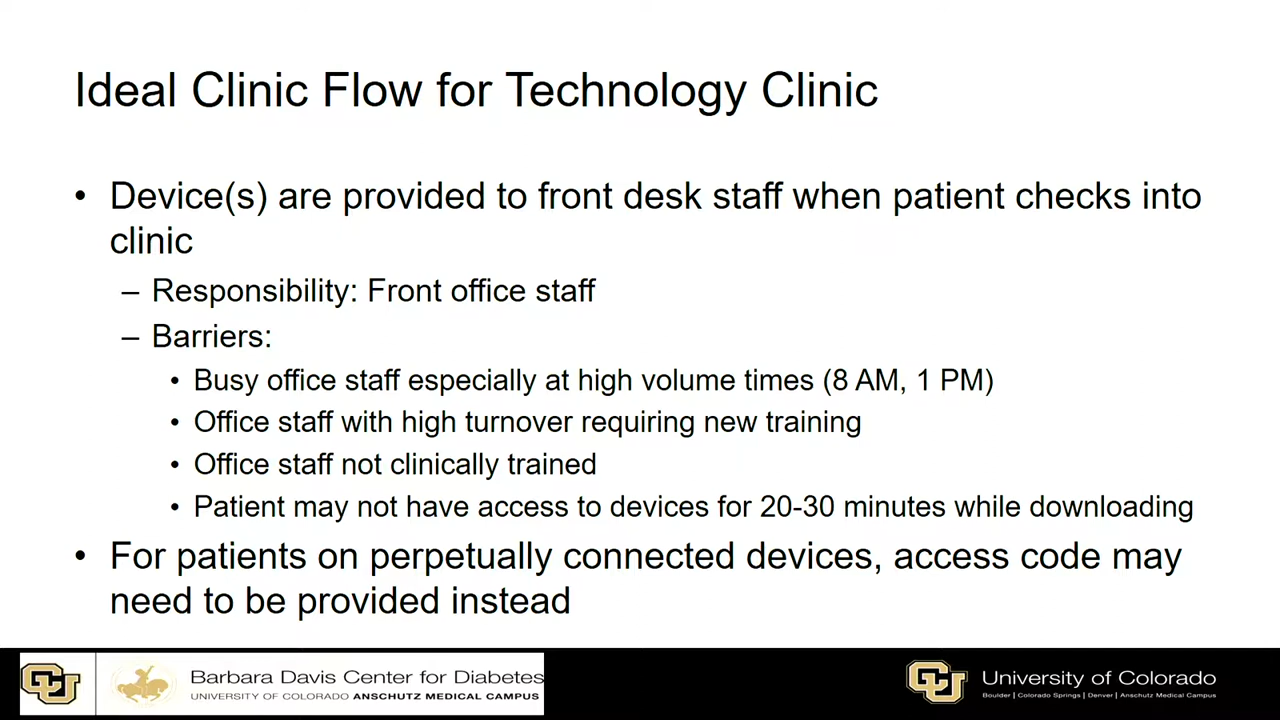 Ideal Clinic Flow for Technology Clinic
• Device(s) are provided to front desk staff when patient checks into
clinic
– Responsibility: Front office staff
– Barriers:
• Busy office staff especially at high volume times (8 AM, 1 PM)
• Office staff with high turnover requiring new training
• Office staff not clinically trained
• Patient may not have access to devices for 20-30 minutes while downloading
• For patients on perpetually connected devices, access code may
need to be provided instead
CU
Barbara Davis Center for Diabetes
UNIVERSITY OF COLORADO ANSCHUTZ MEDICAL CAMPUS
CU
University of Colorado
Boulder | Colorado Springs | Denver | Anschutz Medical Campus